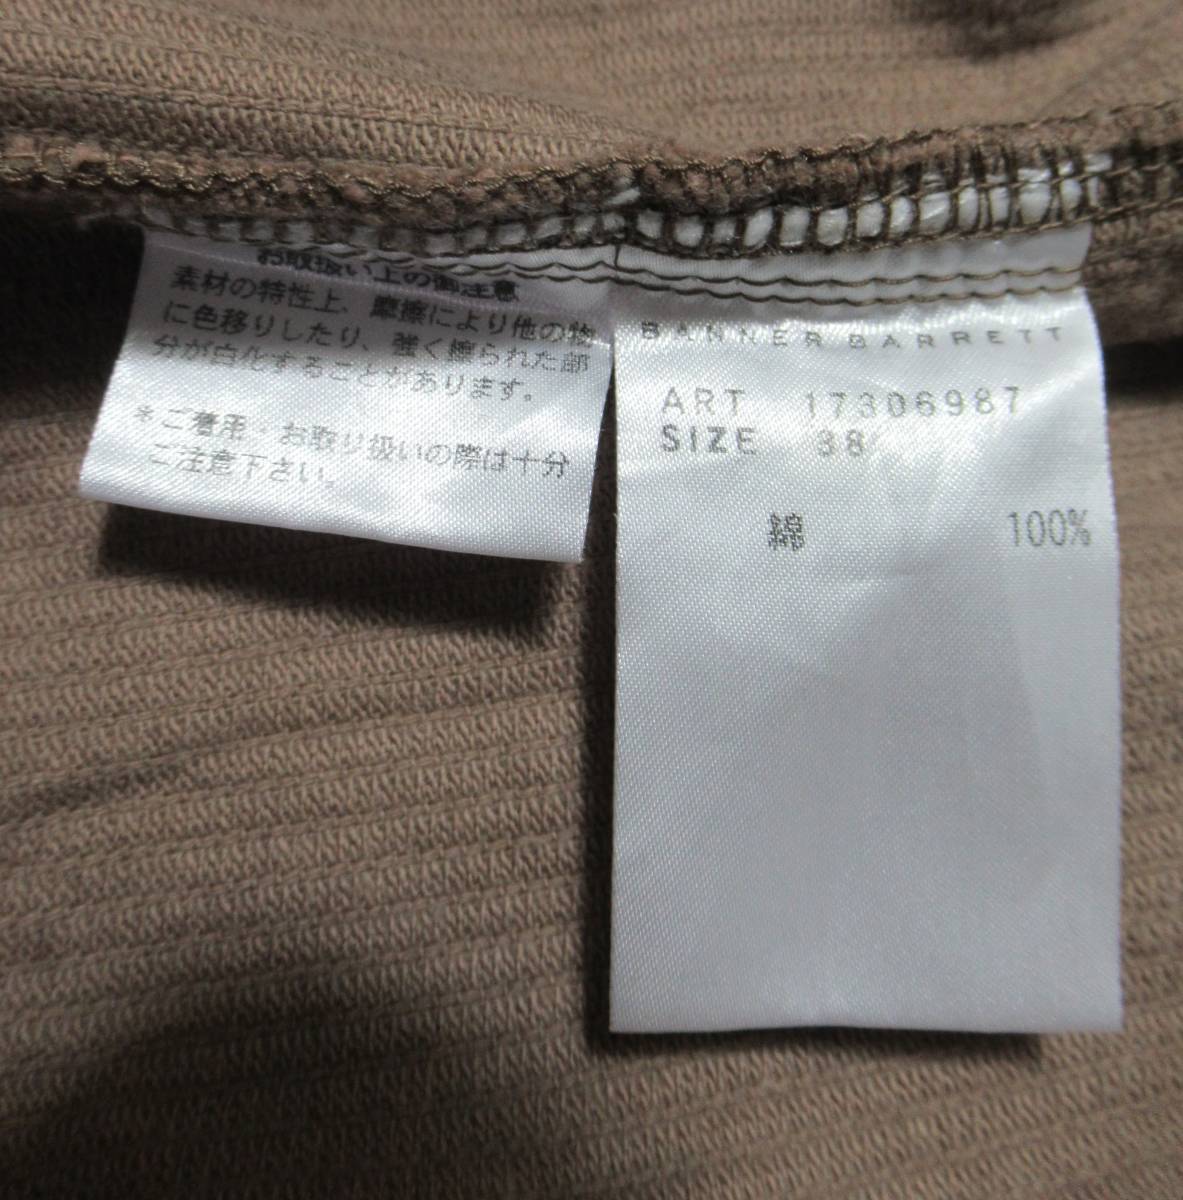 お取扱い上の御注意
素材の特性上、摩擦により他の物
に色移りしたり、強く擦られた部
分が白化することがあります。
*ご着用・お取り扱いの際は十分
ご注意下さい。
BANNER BARRETT
ART 17306987
SIZE 38
綿 100%